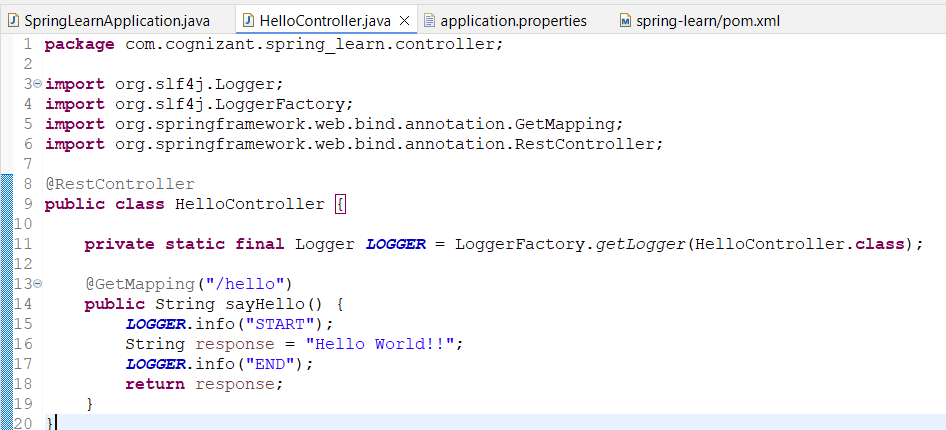 SpringLearnApplication.java HelloController.java application.properties spring-learn/pom.xml
1 package com.cognizant.spring_learn.controller;
2
3 import org.slf4j.Logger;
4 import org.slf4j.LoggerFactory;
5 import org.springframework.web.bind.annotation.GetMapping;
6 import org.springframework.web.bind.annotation.RestController;
7
8 @RestController
9 public class HelloController {
10
11     private static final Logger LOGGER = LoggerFactory.getLogger(HelloController.class);
12
13     @GetMapping("/hello")
14     public String sayHello() {
15         LOGGER.info("START");
16         String response = "Hello World!!";
17         LOGGER.info("END");
18         return response;
19     }
20 }